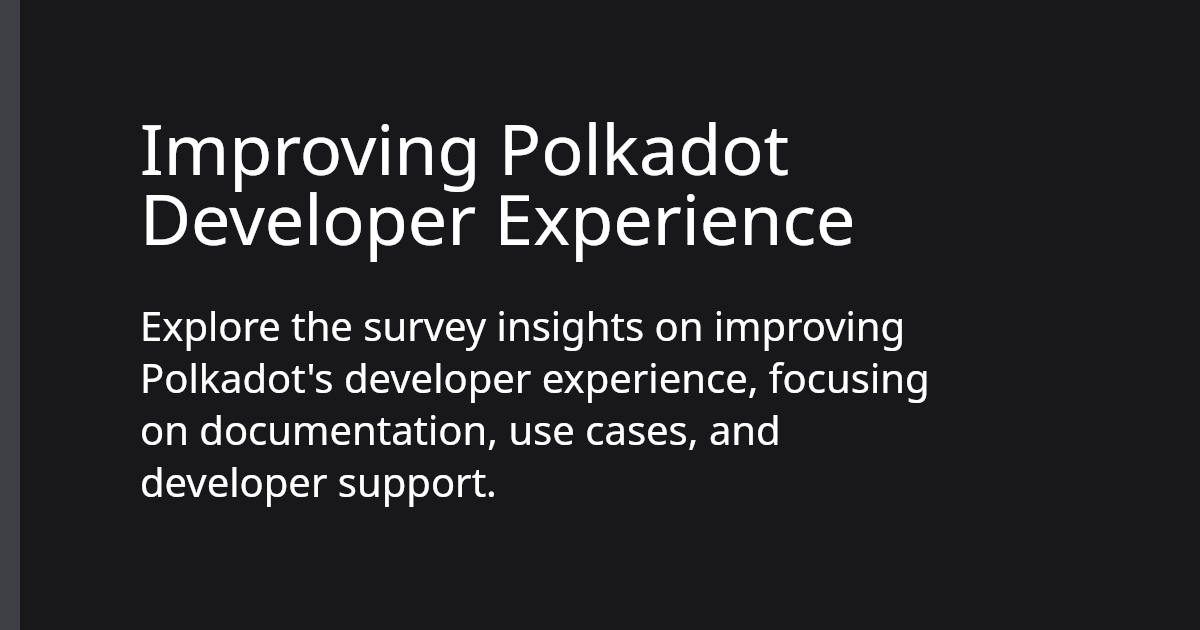 Improving Polkadot
Developer Experience
Explore the survey insights on improving
Polkadot's developer experience, focusing
on documentation, use cases, and
developer support.